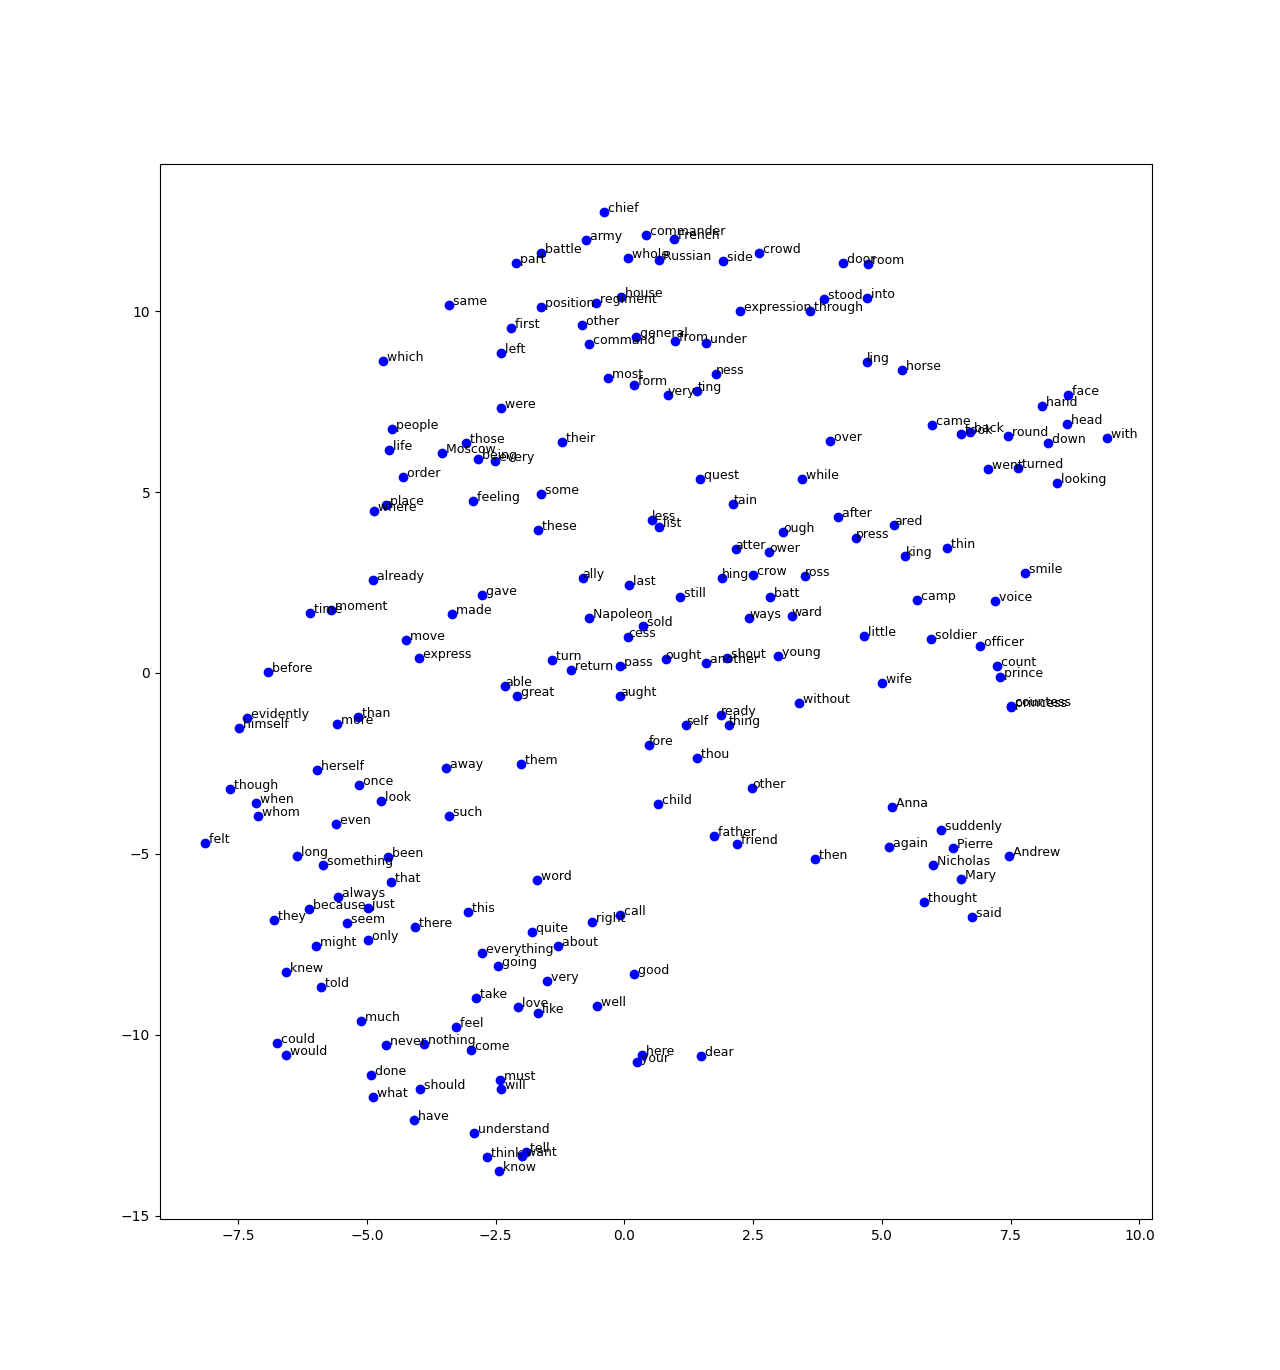 chief
commander
French
army
battle
whole
Russian
side
crowd
part
door
room
house
same
position
regiment
expression
stood
into
through
first
other
general
command
from
under
left
which
most
form
ness
very
ting
ling
horse
face
hand
were
people
those
their
life
Moscow
being
every
over
came
took
back
round
head
down
with
order
feeling
some
quest
while
went
turned
looking
place
where
these
tain
less
list
after
ared
ough
press
atter
ower
king
thin
already
ally
last
hing
crow
ross
smile
time
moment
gave
made
still
batt
camp
voice
Napoleon
sold
ways
ward
move
cess
little
soldier
officer
express
turn
return
pass
ought
another
shout
young
count
prince
before
able
great
aught
wife
without
countess
princess
evidently
himself
than
more
ready
self
thing
fore
thou
herself
away
them
though
once
other
when
look
whom
such
child
Anna
even
father
friend
suddenly
felt
again
Pierre
Andrew
long
something
been
then
Nicholas
that
word
Mary
always
because
just
this
call
thought
they
seem
there
right
said
might
only
quite
about
everything
going
knew
told
very
good
take
love
like
well
much
feel
could
would
never
nothing
come
here
your
dear
done
what
should
must
will
have
understand
think
tell
want
know
10
5
0
−5
−10
−15
−7.5
−5.0
−2.5
0.0
2.5
5.0
7.5
10.0